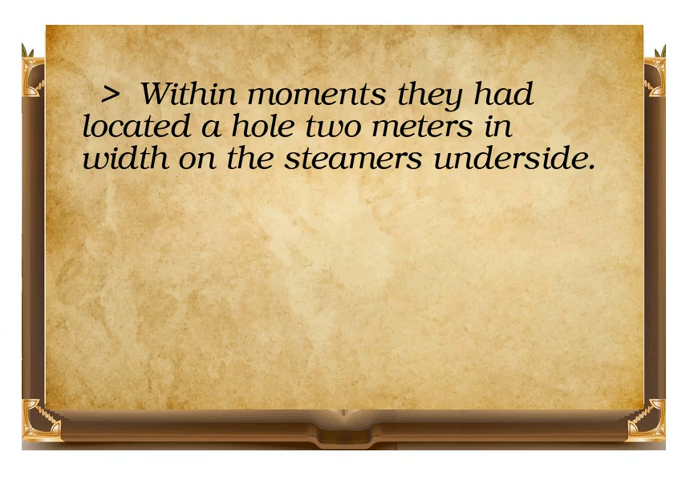 > Within moments they had
located a hole two meters in
width on the steamers underside.